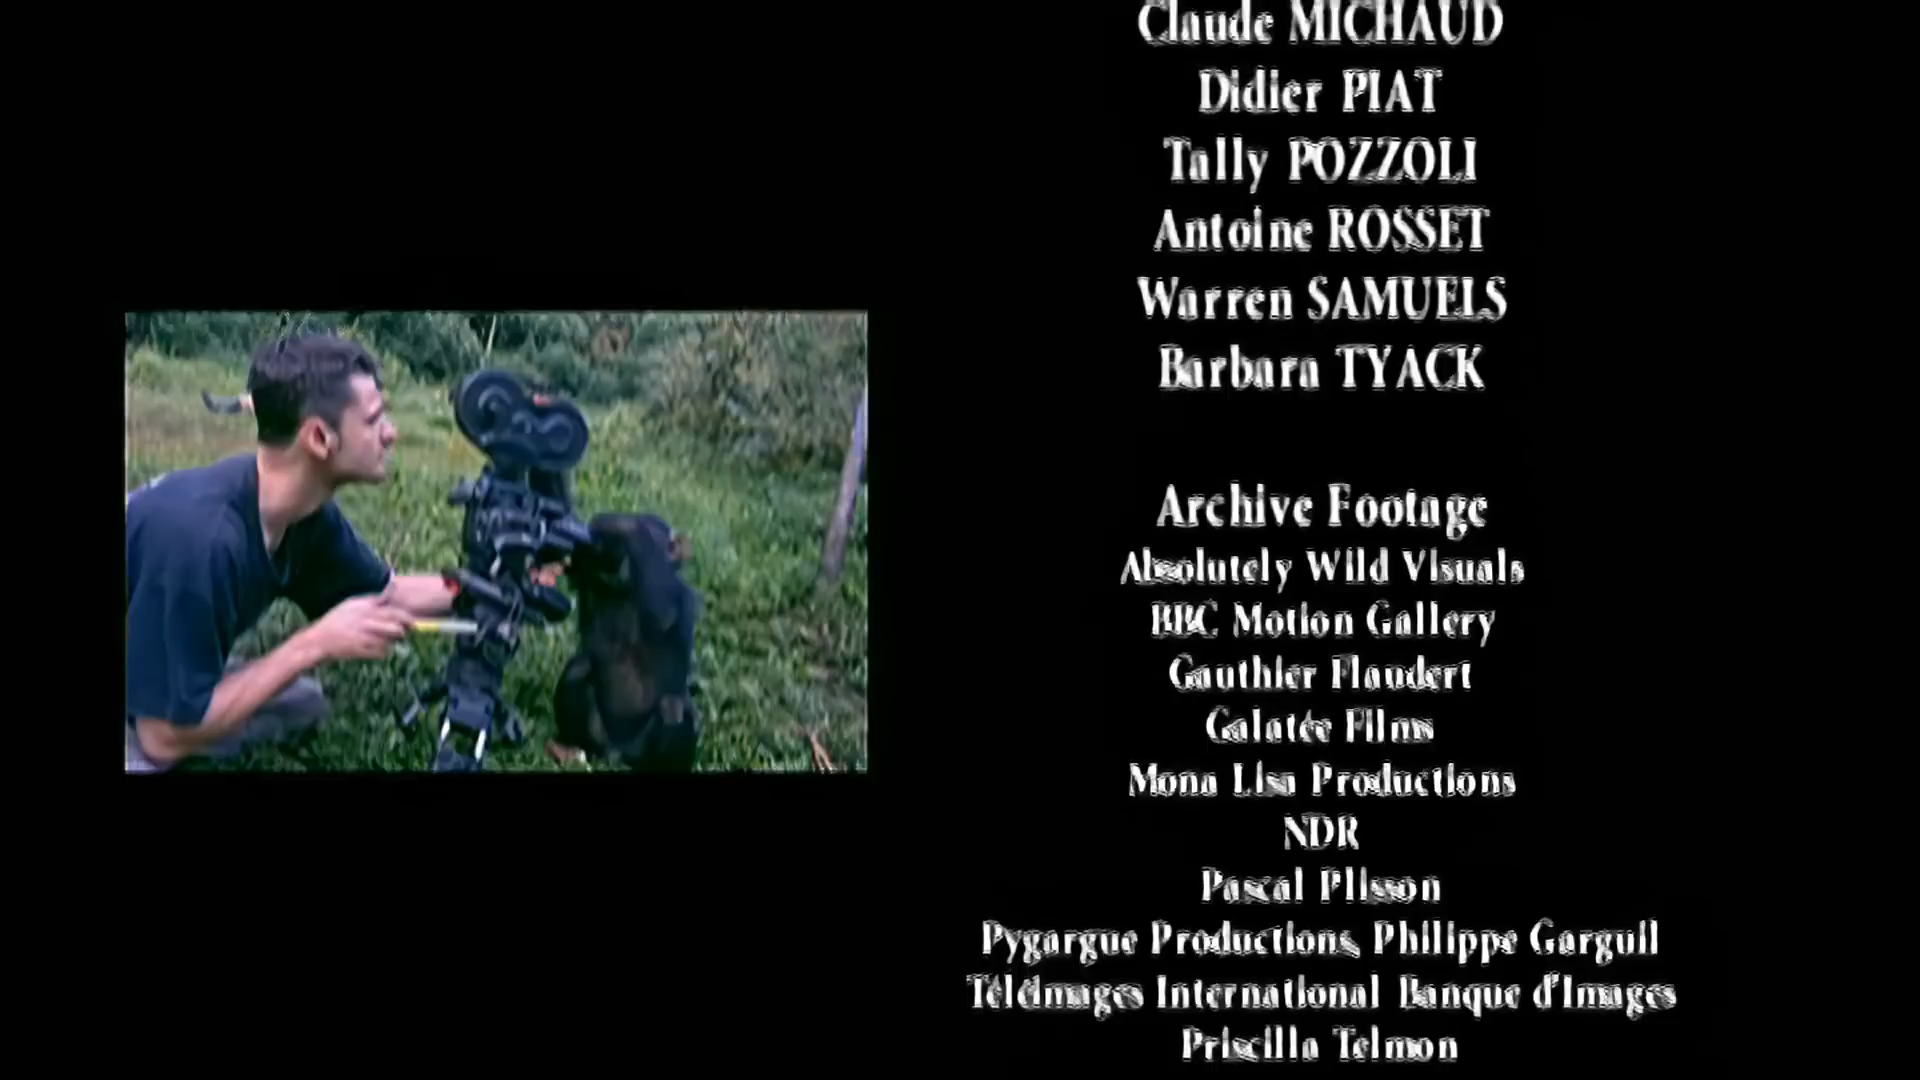 Claude MICHAUD
Didier PIAT
Tally POZZOLI
Antoine ROSSET
Warren SAMUELS
Barbara TYACK
Archive Footage
Absolutely Wild Visuals
BBC Motion Gallery
Gauthier Flaudert
Galatée Films
Mona Lisa Productions
NDR
Pascal Plisson
Pygargue Productions, Philippe Garguil
Téléimages International Banque d'Images
Priscilla Telmon